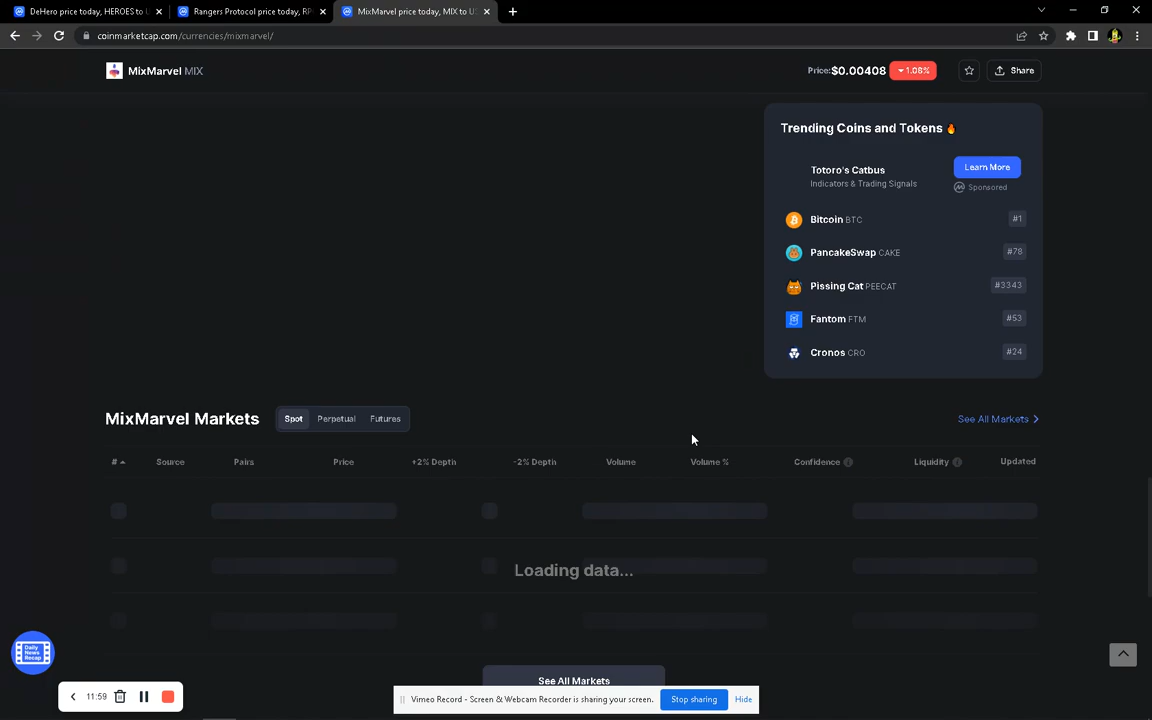 DeHero price today, HEROES to U
Rangers Protocol price today, RP
MixMarvel price today, MIX to U
coinmarketcap.com/currencies/mixmarvel/
MixMarvel MIX
Price: $0.00408 1.08%
Share
Trending Coins and Tokens 🔥
Totoro's Catbus
Indicators & Trading Signals
Learn More
Sponsored
Bitcoin BTC #1
PancakeSwap CAKE #78
Pissing Cat PEECAT #3343
Fantom FTM #53
Cronos CRO #24
MixMarvel Markets
Spot Perpetual Futures
See All Markets
# Source Pairs Price +2% Depth -2% Depth Volume Volume % Confidence Liquidity Updated
Loading data...
Daily
News
Recap
See All Markets
11:59
Vimeo Record - Screen & Webcam Recorder is sharing your screen.
Stop sharing
Hide